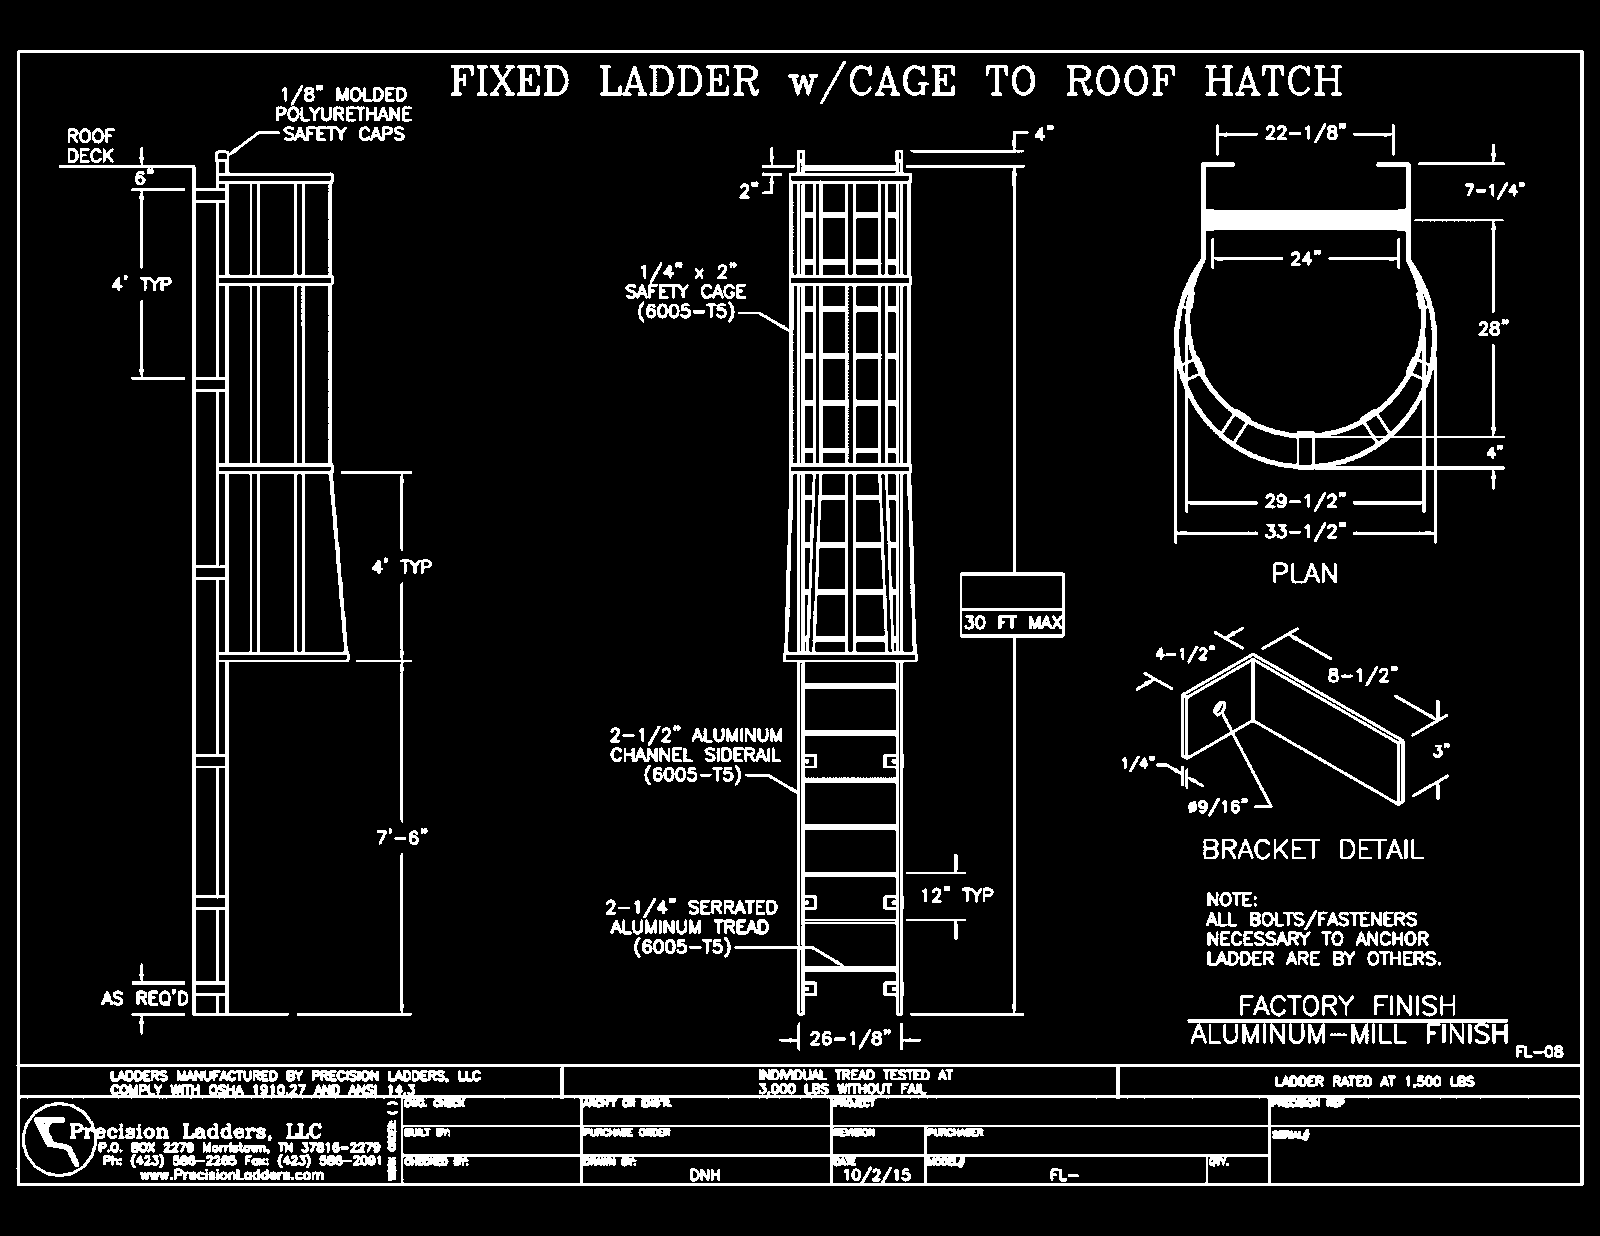 FIXED LADDER w/CAGE TO ROOF HATCH
1/8" MOLDED
POLYURETHANE
SAFETY CAPS
ROOF
DECK
6"
4' TYP
4' TYP
7'-6"
AS REQ'D
4"
2"
1/4" x 2"
SAFETY CAGE
(6005-T5)
30 FT MAX
2-1/2" ALUMINUM
CHANNEL SIDERAIL
(6005-T5)
12" TYP
2-1/4" SERRATED
ALUMINUM TREAD
(6005-T5)
26-1/8"
22-1/8"
7-1/4"
24"
28"
4"
29-1/2"
33-1/2"
PLAN
4-1/2"
8-1/2"
3"
1/4"
ø9/16"
BRACKET DETAIL
NOTE:
ALL BOLTS/FASTENERS
NECESSARY TO ANCHOR
LADDER ARE BY OTHERS.
FACTORY FINISH
ALUMINUM-MILL FINISH
FL-08
LADDERS MANUFACTURED BY PRECISION LADDERS, LLC
COMPLY WITH OSHA 1910.27 AND ANSI 14.3
INDIVIDUAL TREAD TESTED AT
3,000 LBS WITHOUT FAIL
LADDER RATED AT 1,500 LBS
Precision Ladders, LLC
P.O. BOX 2279 Morristown, TN 37816-2279
Ph: (423) 586-2265 Fax: (423) 586-2091
www.PrecisionLadders.com
BUILT BY:
CHECKED BY:
PURCHASE ORDER
DRAWN BY:
DNH
PROJECT
REVISION
PURCHASER
DATE
10/2/15
MODEL#
FL-
QTY.
PRECISION REP
SERIAL#